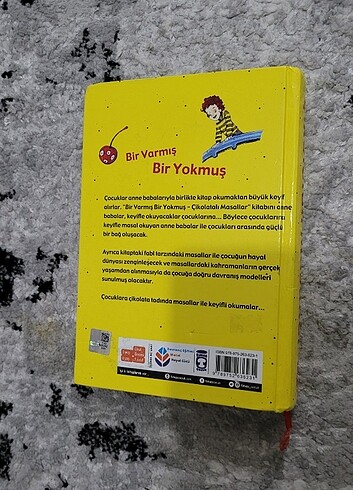 Bir Varmış
Bir Yokmuş
Çocuklar anne babalarıyla birlikte kitap okumaktan büyük keyif
alırlar. "Bir Varmış Bir Yokmuş - Çikolatalı Masallar" kitabını anne
babalar, keyifle okuyacaklar çocuklarına... Böylece çocuklarını
keyifle masal okuyan anne babalar ile çocukları arasında güçlü
bir bağ oluşacak.
Ayrıca kitaptaki fabl tarzındaki masallar ile çocuğun hayal
dünyası zenginleşecek ve masallardaki kahramanların gerçek
yaşamdan alınmasıyla da çocuğa doğru davranış modelleri
sunulmuş olacaktır.
Çocuklara çikolata tadında masallar ile keyifli okumalar...